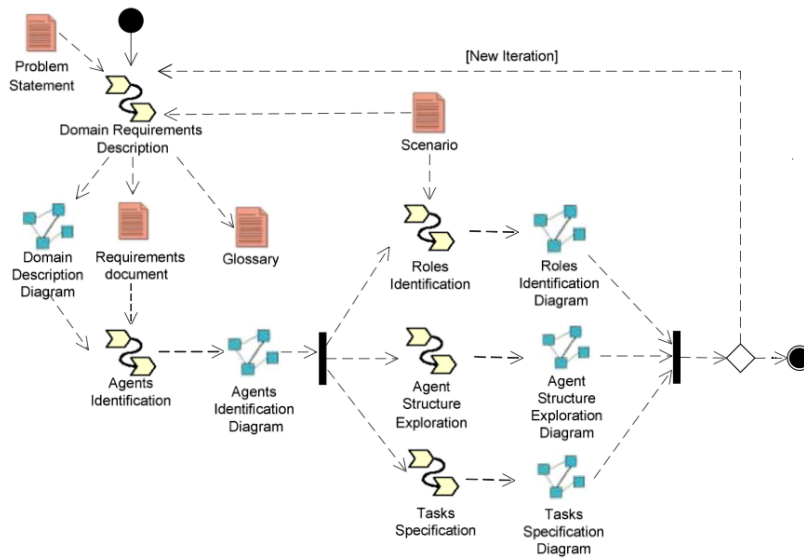 [New Iteration]
Problem
Statement
Domain Requirements
Description
Scenario
Domain
Description
Diagram
Requirements
document
Glossary
Roles
Identification
Roles
Identification
Diagram
Agents
Identification
Agents
Identification
Diagram
Agent
Structure
Exploration
Agent
Structure
Exploration
Diagram
Tasks
Specification
Tasks
Specification
Diagram